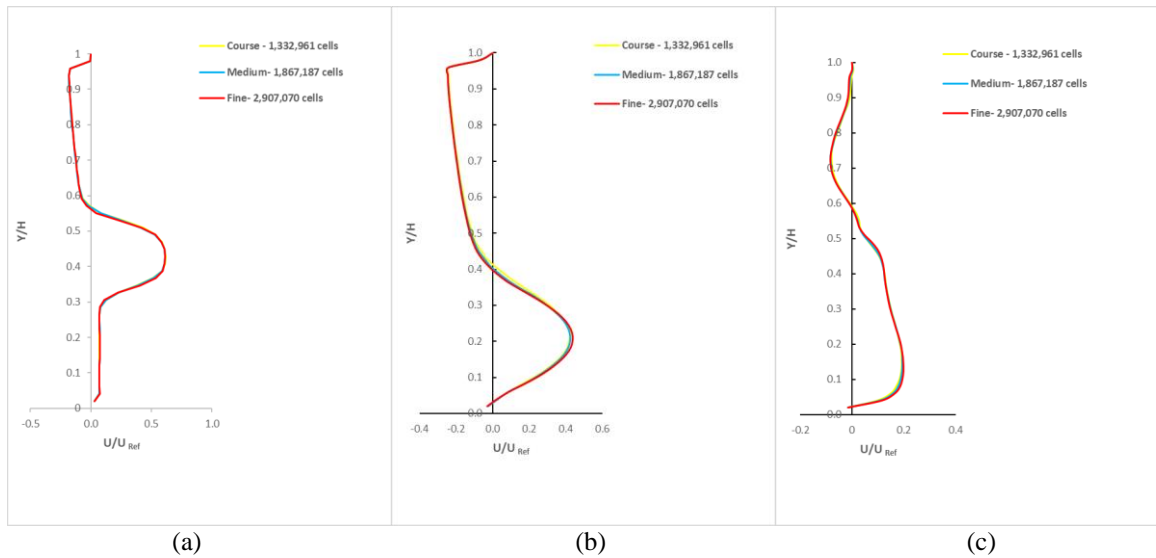 Course - 1,332,961 cells
Medium- 1,867,187 cells
Fine- 2,907,070 cells
1
0.9
0.8
0.7
0.6
0.5
0.4
0.3
0.2
0.1
0
Y/H
-0.5 0.0 0.5 1.0
U/U Ref
(a)
Course - 1,332,961 cells
Medium- 1,867,187 cells
Fine- 2,907,070 cells
1.0
0.9
0.8
0.7
0.6
0.5
0.4
0.3
0.2
0.1
0.0
Y/H
-0.4 -0.2 0.0 0.2 0.4 0.6
U/U Ref
(b)
Course - 1,332,961 cells
Medium- 1,867,187 cells
Fine- 2,907,070 cells
1.0
0.9
0.8
0.7
0.6
0.5
0.4
0.3
0.2
0.1
0.0
Y/H
-0.2 0 0.2 0.4
U/U Ref
(c)